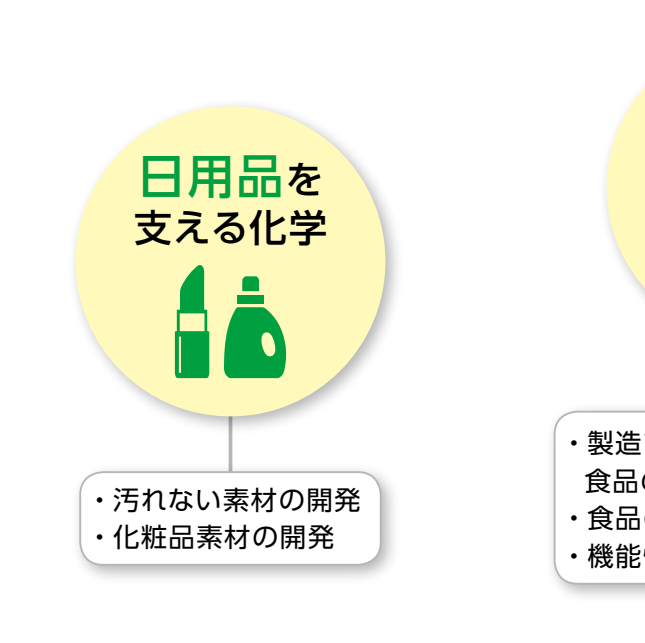 日用品を
支える化学
・汚れない素材の開発
・化粧品素材の開発
・製造
食品の
・食品
・機能